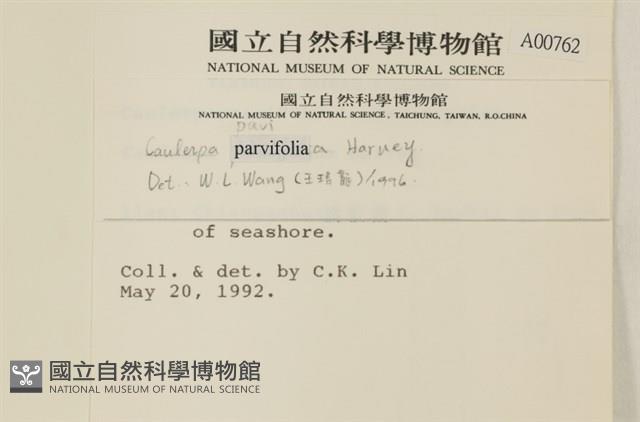 國立自然科學博物館
NATIONAL MUSEUM OF NATURAL SCIENCE
A00762
國立自然科學博物館
NATIONAL MUSEUM OF NATURAL SCIENCE, TAICHUNG, TAIWAN, R.O.CHINA
Caulerpa parvifolia Harvey.
Det. W. L. Wang (王瑋龍)/1996.
of seashore.
Coll. & det. by C.K. Lin
May 20, 1992.
國立自然科學博物館
NATIONAL MUSEUM OF NATURAL SCIENCE